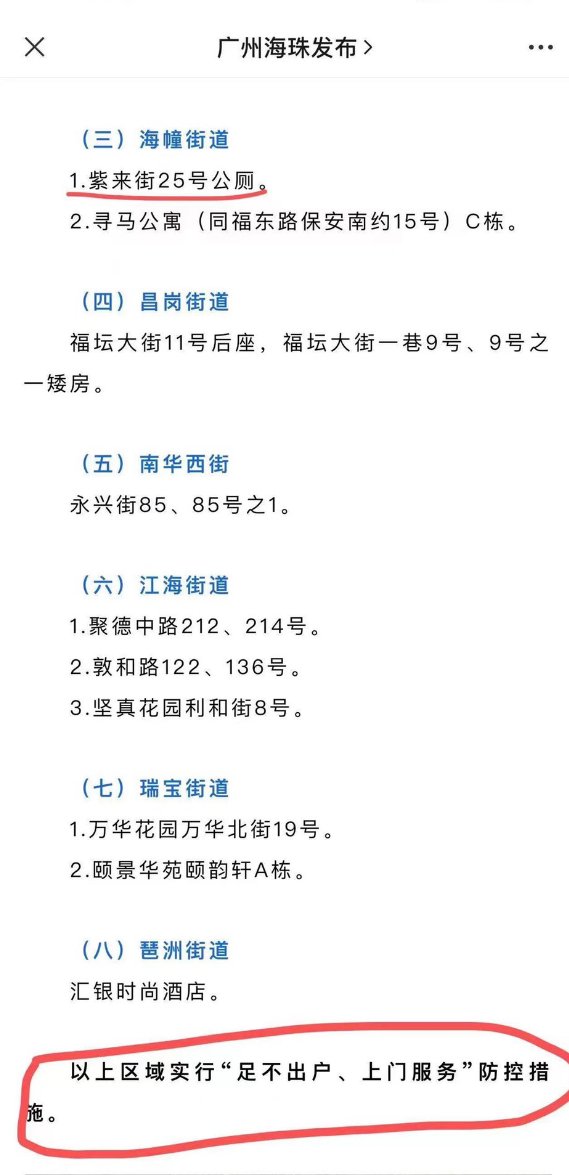 广州海珠发布
（三）海幢街道
1.紫来街25号公厕。
2.寻马公寓（同福东路保安南约15号）C栋。
（四）昌岗街道
福坛大街11号后座，福坛大街一巷9号、9号之
一矮房。
（五）南华西街
永兴街85、85号之1。
（六）江海街道
1.聚德中路212、214号。
2.敦和路122、136号。
3.坚真花园利和街8号。
（七）瑞宝街道
1.万华花园万华北街19号。
2.颐景华苑颐韵轩A栋。
（八）琶洲街道
汇银时尚酒店。
以上区域实行“足不出户、上门服务”防控措
施。